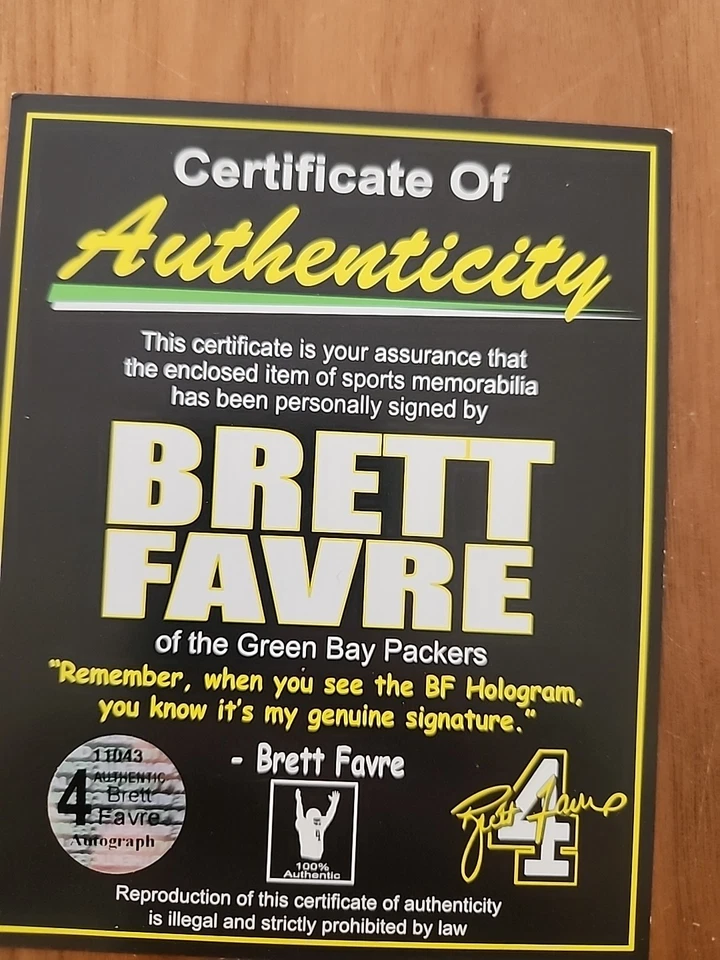 Certificate Of
Authenticity
This certificate is your assurance that
the enclosed item of sports memorabilia
has been personally signed by
BRETT
FAVRE
of the Green Bay Packers
"Remember, when you see the BF Hologram,
you know it's my genuine signature."
- Brett Favre
11043
4 AUTHENTIC
Brett
Favre
Autograph
4
100%
Authentic
Brett Favre
4
Reproduction of this certificate of authenticity
is illegal and strictly prohibited by law